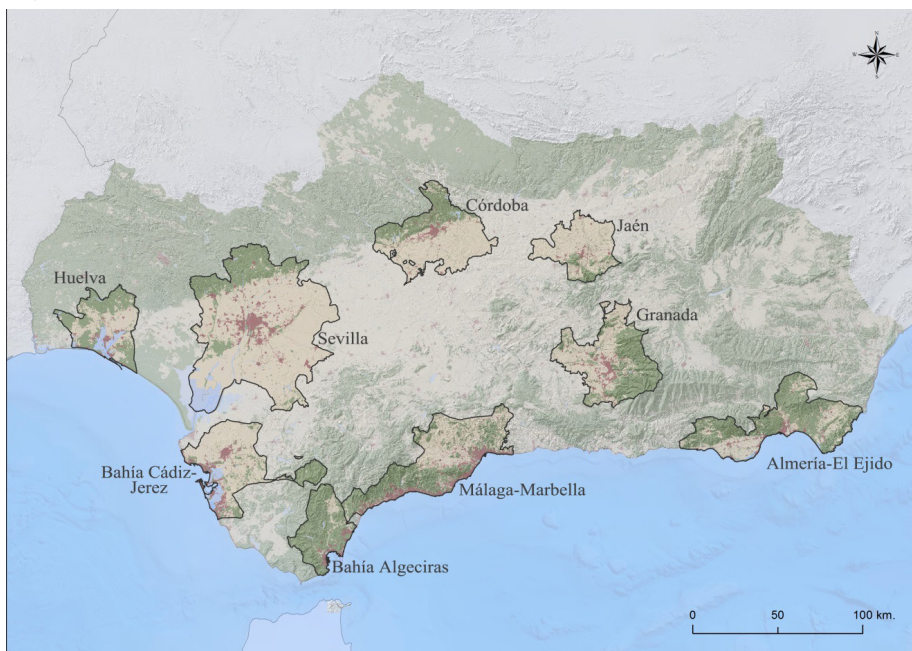 N
W E
S
Córdoba
Jaén
Huelva
Granada
Sevilla
Bahía Cádiz-
Jerez
Málaga-Marbella
Almería-El Ejido
Bahía Algeciras
0 50 100 km.